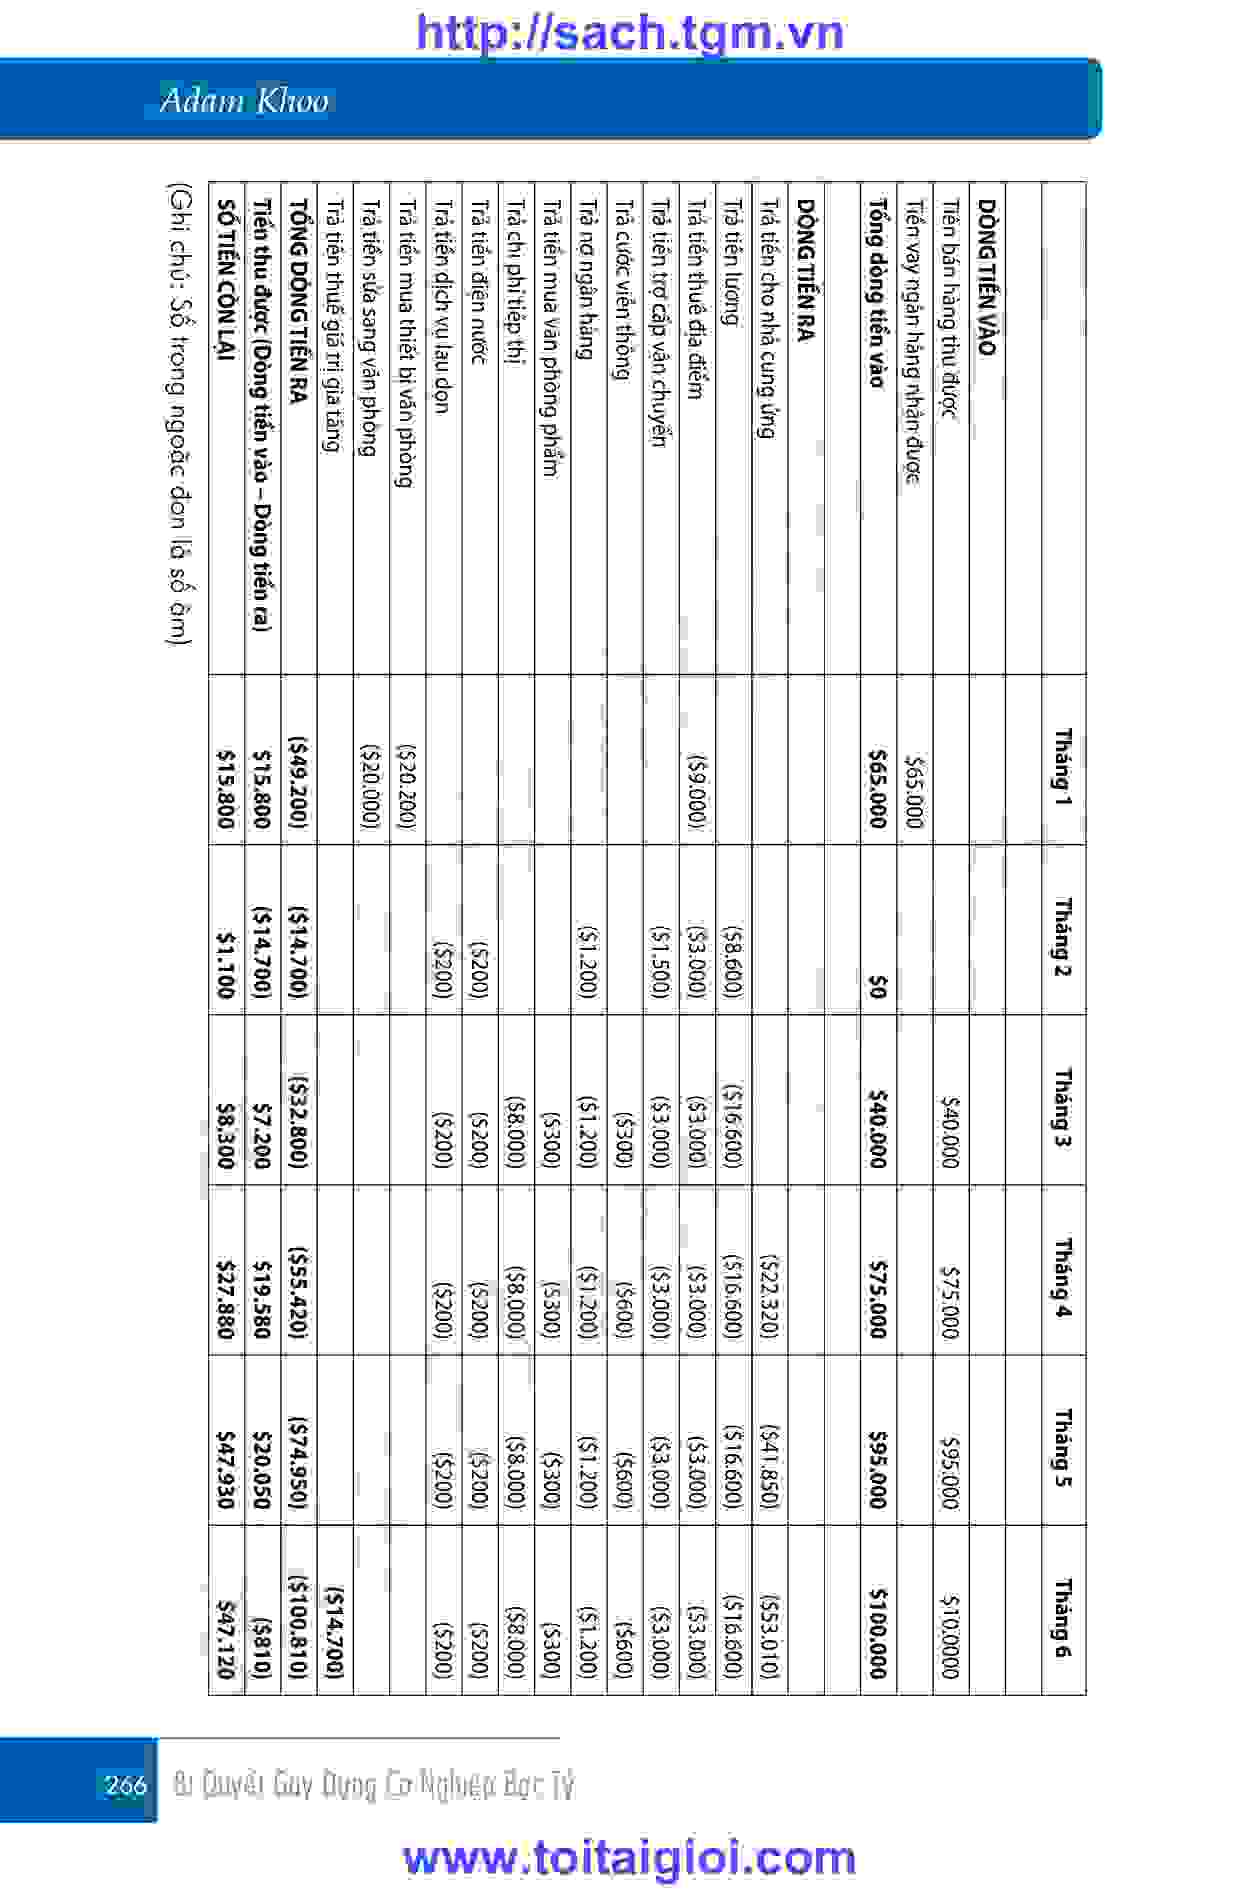 http://sach.tgm.vn
Adam Khoo
Tháng 1 Tháng 2 Tháng 3 Tháng 4 Tháng 5 Tháng 6
DÒNG TIỀN VÀO
Tiền bán hàng thu được $40.000 $75.000 $95.000 $10.0000
Tiền vay ngân hàng nhận được $65.000
Tổng dòng tiền vào $65.000 $0 $40.000 $75.000 $95.000 $100.000
DÒNG TIỀN RA
Trả tiền cho nhà cung ứng ($22.320) ($41.850) ($53.010)
Trả tiền lương ($8.600) ($16.600) ($16.600) ($16.600) ($16.600)
Trả tiền thuê địa điểm ($9.000) ($3.000) ($3.000) ($3.000) ($3.000) ($3.000)
Trả tiền trợ cấp vận chuyển ($1.500) ($3.000) ($3.000) ($3.000) ($3.000)
Trả cước viễn thông ($300) ($600) ($600) ($600)
Trả nợ ngân hàng ($1.200) ($1.200) ($1.200) ($1.200) ($1.200)
Trả tiền mua văn phòng phẩm ($300) ($300) ($300) ($300)
Trả chi phí tiếp thị ($8.000) ($8.000) ($8.000) ($8.000)
Trả tiền điện nước ($200) ($200) ($200) ($200) ($200)
Trả tiền dịch vụ lau dọn ($200) ($200) ($200) ($200) ($200)
Trả tiền mua thiết bị văn phòng ($20.200)
Trả tiền sửa sang văn phòng ($20.000)
Trả tiền thuế giá trị gia tăng ($14.700)
TỔNG DÒNG TIỀN RA ($49.200) ($14.700) ($32.800) ($55.420) ($74.950) ($100.810)
Tiền thu được (Dòng tiền vào – Dòng tiền ra) $15.800 ($14.700) $7.200 $19.580 $20.050 ($810)
SỐ TIỀN CÒN LẠI $15.800 $1.100 $8.300 $27.880 $47.930 $47.120
(Ghi chú: Số trong ngoặc đơn là số âm)
266 Bí Quyết Gây Dựng Cơ Nghiệp Bạc Tỷ
www.toitaigioi.com